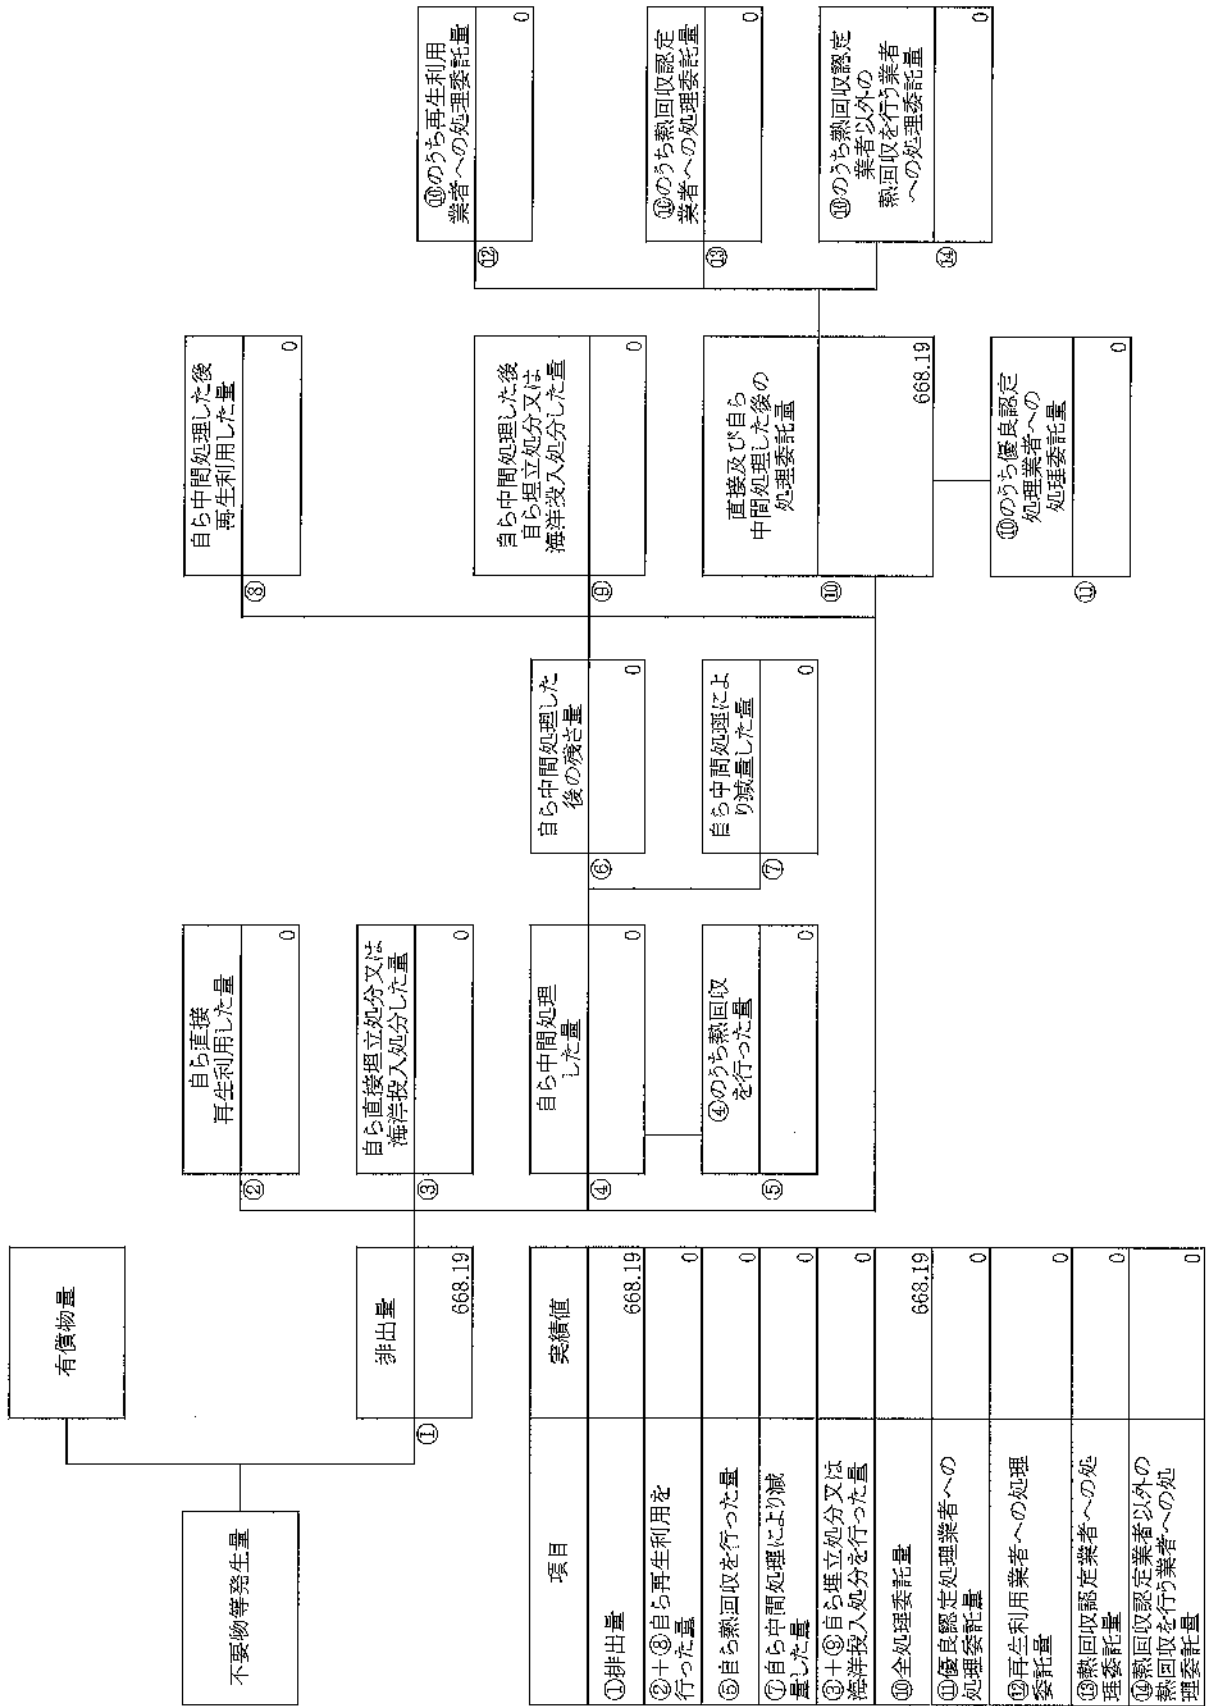 不要物等発生量
有償物量
①
排出量
668.19
②
自ら直接
再生利用した量
0
③
自ら直接埋立処分又は
海洋投入処分した量
0
④
自ら中間処理
した量
0
⑤
④のうち熱回収
を行った量
0
⑥
自ら中間処理した
後の残さ量
0
⑦
自ら中間処理によ
り減量した量
0
⑧
自ら中間処理した後
再生利用した量
0
⑨
自ら中間処理した後
自ら埋立処分又は
海洋投入処分した量
0
⑩
直接及び自ら
中間処理した後の
処理委託量
668.19
⑪
⑩のうち優良認定
処理業者への
処理委託量
0
⑫
⑩のうち再生利用
業者への処理委託量
0
⑬
⑩のうち熱回収認定
業者への処理委託量
0
⑭
⑩のうち熱回収認定
業者以外の
熱回収を行う業者
への処理委託量
0
項目
実績値
①排出量
668.19
②+⑧自ら再生利用を
行った量
0
⑤自ら熱回収を行った量
0
⑦自ら中間処理により減
量した量
0
③+⑨自ら埋立処分又は
海洋投入処分を行った量
0
⑩全処理委託量
668.19
⑪優良認定処理業者への
処理委託量
0
⑫再生利用業者への処理
委託量
0
⑬熱回収認定業者への処
理委託量
0
⑭熱回収認定業者以外の
熱回収を行う業者への処
理委託量
0